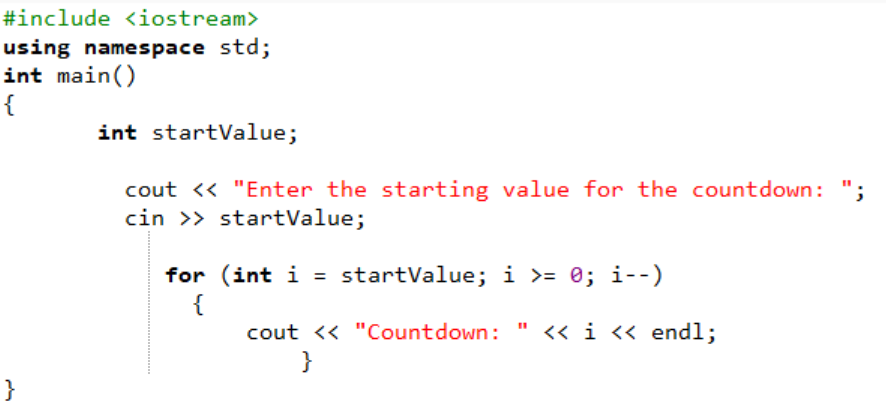 #include <iostream>
using namespace std;
int main()
{
int startValue;
cout << "Enter the starting value for the countdown: ";
cin >> startValue;
for (int i = startValue; i >= 0; i--)
{
cout << "Countdown: " << i << endl;
}
}